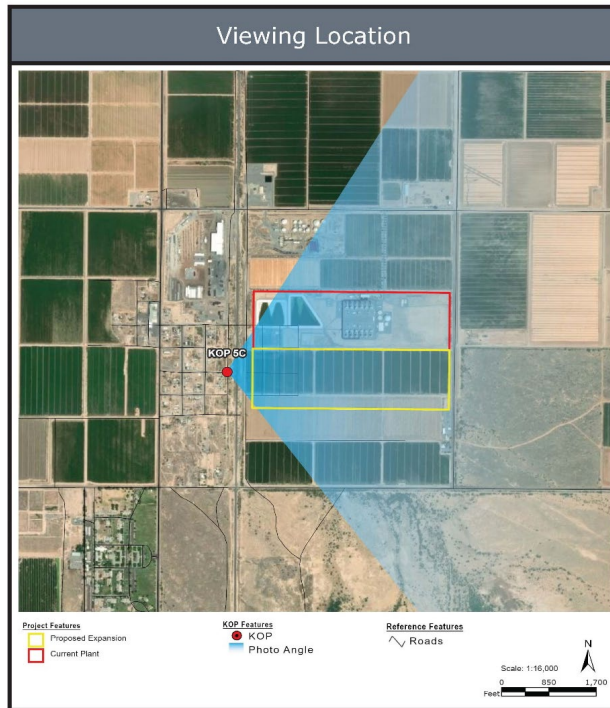 Viewing Location
KOP 5C
Project Features
Proposed Expansion
Current Plant
KOP Features
KOP
Photo Angle
Reference Features
Roads
N
Scale: 1:16,000
0 850 1,700
Feet